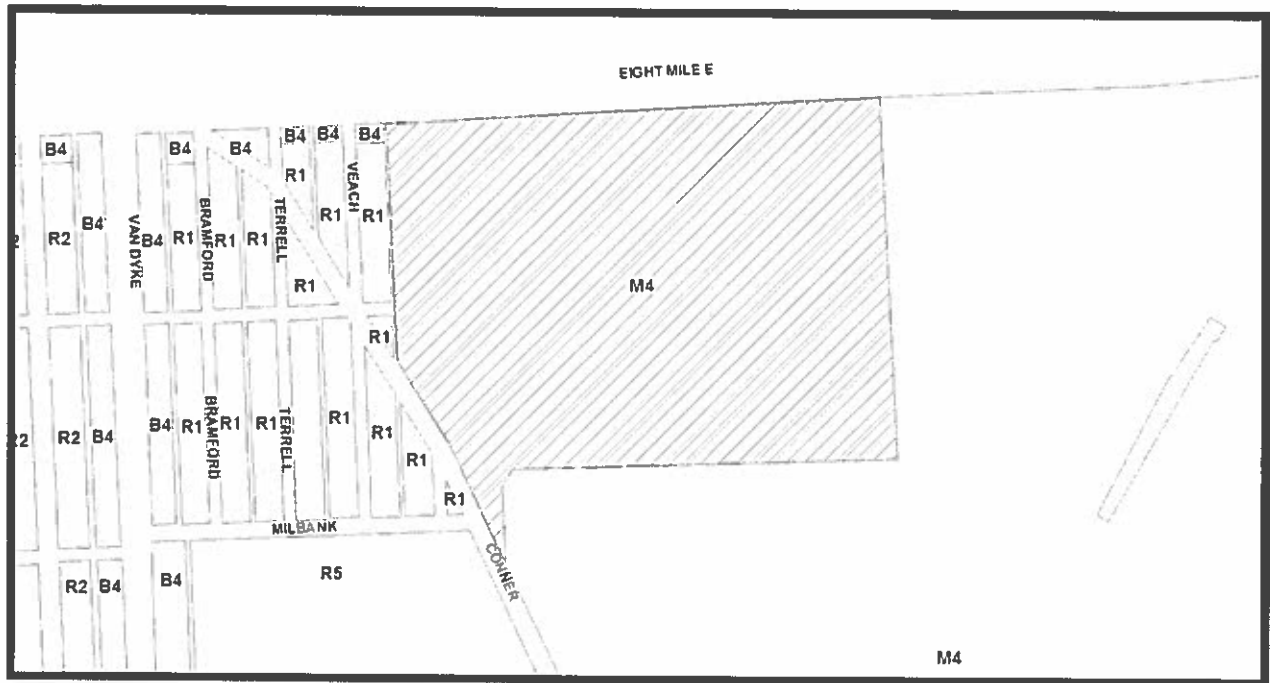 EIGHT MILE E
B4 B4 B4 B4 B4 B4
R1
VEACH
R2 B4 VAN DYKE B4 R1 BRAMFORD R1 R1 TERRELL R1 R1
R1
M4
R1
R2 R2 B4 B4 R1 BRAMFORD R1 R1 TERRELL R1 R1
R1
R1
MILBANK
CONNER
R2 B4 B4 R5
M4